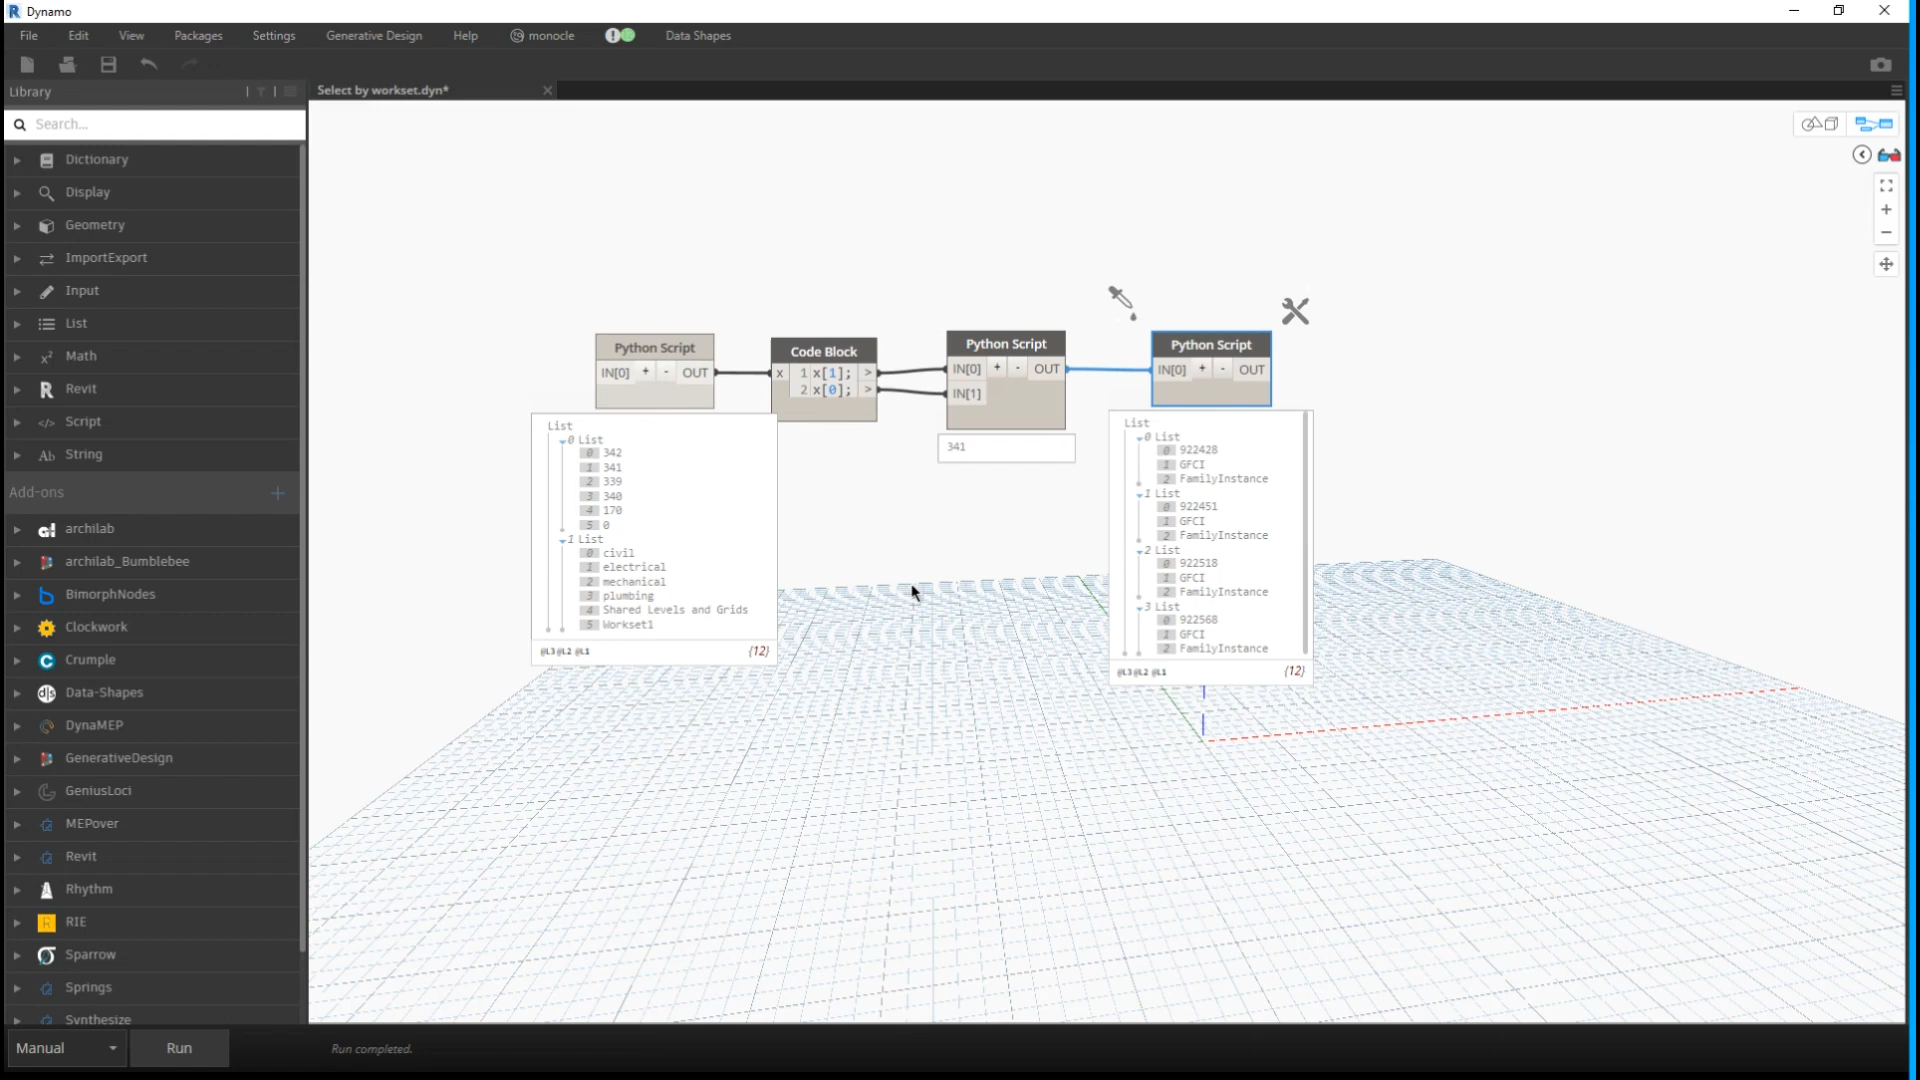 Dynamo
File Edit View Packages Settings Generative Design Help monocle Data Shapes
Library
Select by workset.dyn*
Search...
Dictionary
Display
Geometry
ImportExport
Input
List
Math
Revit
Script
String
Add-ons
archilab
archilab_Bumblebee
BimorphNodes
Clockwork
Crumple
Data-Shapes
DynaMEP
GenerativeDesign
GeniusLoci
MEPover
Revit
Rhythm
RIE
Sparrow
Springs
Synthesize
Python Script
IN[0] + - OUT
List
0 List
0 342
1 341
2 339
3 340
4 170
5 0
1 List
0 civil
1 electrical
2 mechanical
3 plumbing
4 Shared Levels and Grids
5 Workset1
@L3 @L2 @L1 {12}
Code Block
x 1 x[1]; >
2 x[0]; >
Python Script
IN[0] + - OUT
IN[1]
341
Python Script
IN[0] + - OUT
List
0 List
0 922428
1 GFCI
2 FamilyInstance
1 List
0 922451
1 GFCI
2 FamilyInstance
2 List
0 922518
1 GFCI
2 FamilyInstance
3 List
0 922568
1 GFCI
2 FamilyInstance
@L3 @L2 @L1 {12}
Manual Run Run completed.